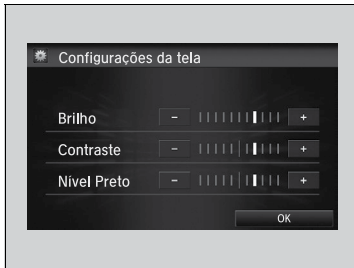 Configurações da tela
Brilho - +
Contraste - +
Nivel Preto - +
OK